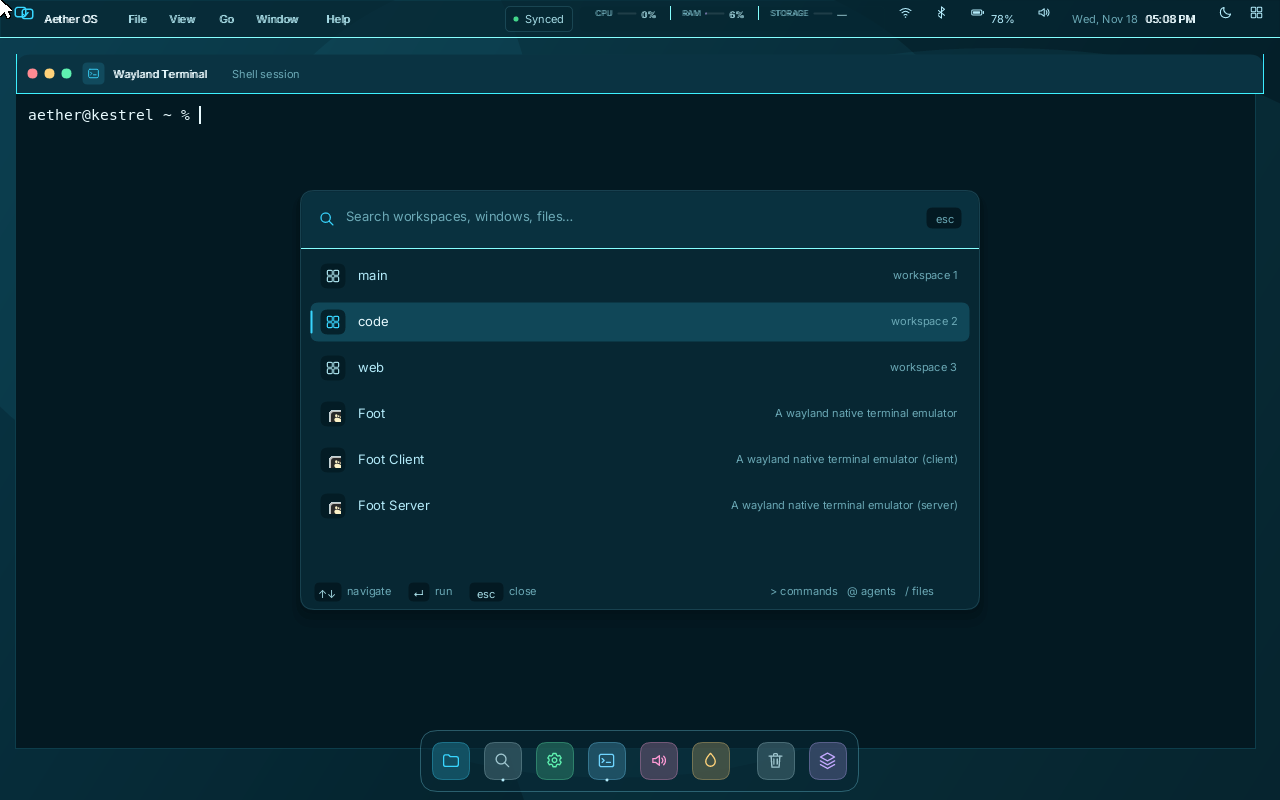 Aether OS File View Go Window Help Synced CPU 0% RAM 6% STORAGE — 78% Wed, Nov 18 05:08 PM
Wayland Terminal Shell session
aether@kestrel ~ %
Search workspaces, windows, files... esc
main workspace 1
code workspace 2
web workspace 3
Foot A wayland native terminal emulator
Foot Client A wayland native terminal emulator (client)
Foot Server A wayland native terminal emulator (server)
↑↓ navigate ↵ run esc close > commands @ agents / files